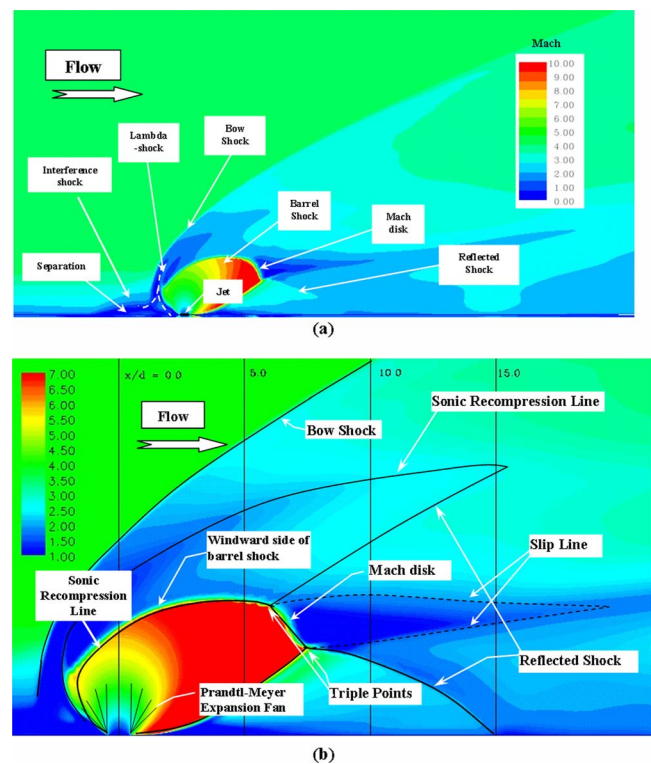 Mach
Flow
10.00
9.00
8.00
7.00
6.00
5.00
4.00
3.00
2.00
1.00
0.00
Lambda
-shock
Bow
Shock
Interference
shock
Barrel
Shock
Mach
disk
Reflected
Shock
Separation
Jet
(a)
7.00
6.50
6.00
5.50
5.00
4.50
4.00
3.50
3.00
2.50
2.00
1.50
1.00
x/d = 0.0
5.0
10.0
15.0
Flow
Sonic Recompression Line
Bow Shock
Windward side of
barrel shock
Slip Line
Mach disk
Sonic
Recompression
Line
Reflected Shock
Prandtl-Meyer
Expansion Fan
Triple Points
(b)